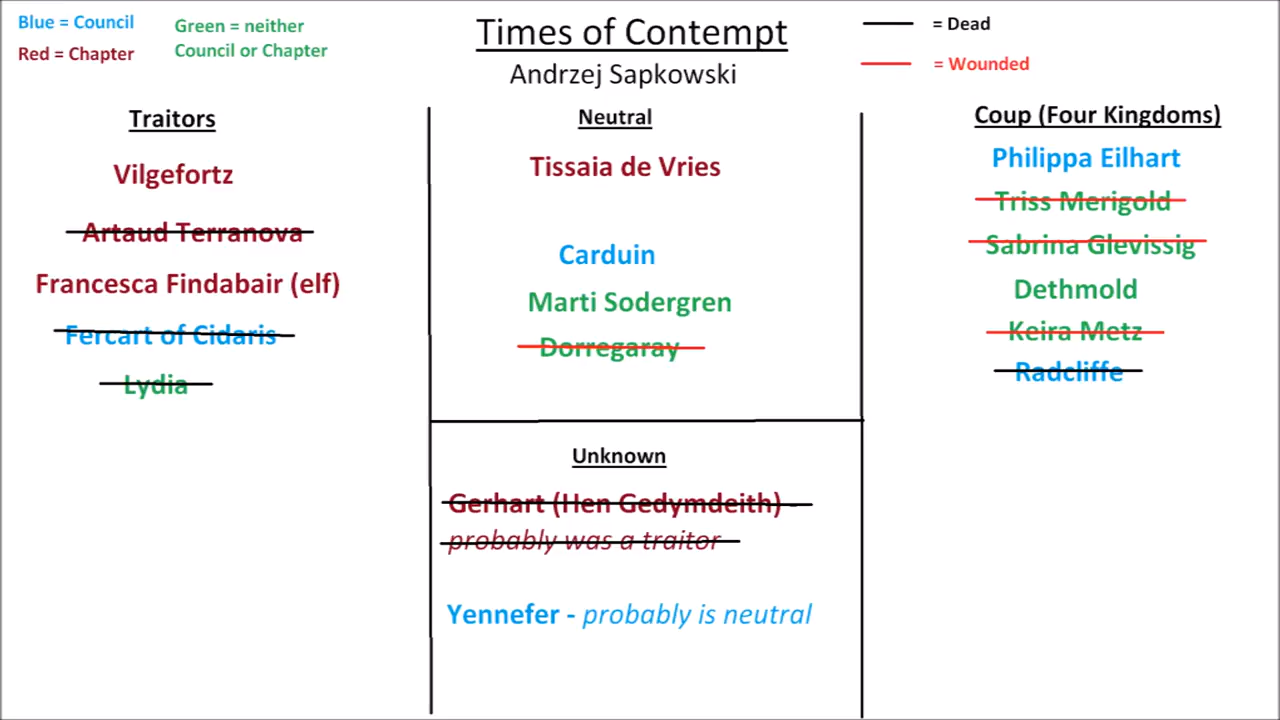 Blue = Council
Red = Chapter
Green = neither
Council or Chapter
Times of Contempt
Andrzej Sapkowski
= Dead
= Wounded
Traitors
Vilgefortz
Artaud Terranova
Francesca Findabair (elf)
Fercart of Cidaris
Lydia
Neutral
Tissaia de Vries
Carduin
Marti Sodergren
Dorregaray
Unknown
Gerhart (Hen Gedymdeith) -
probably was a traitor
Yennefer - probably is neutral
Coup (Four Kingdoms)
Philippa Eilhart
Triss Merigold
Sabrina Glevissig
Dethmold
Keira Metz
Radcliffe